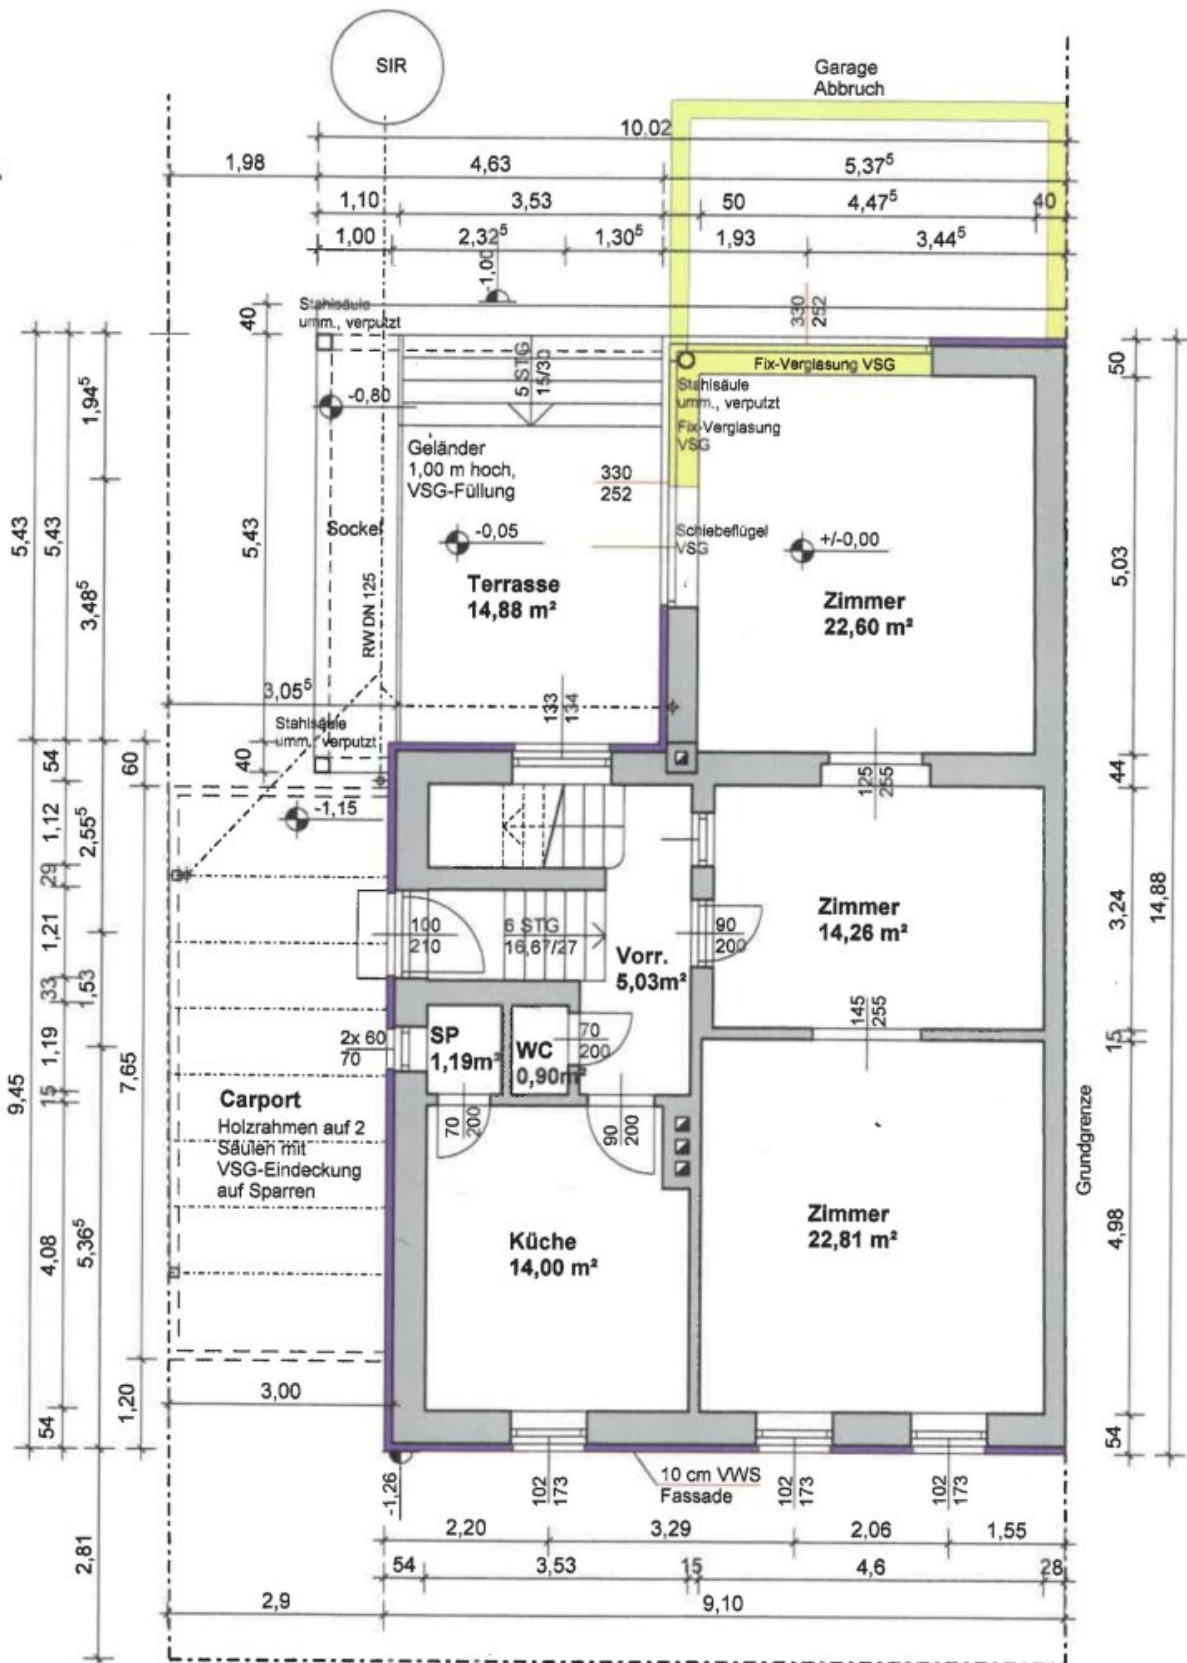 SIR
Garage
Abbruch
10,02
1,98
4,63
5,37⁵
1,10
3,53
50
4,47⁵
40
1,00
2,32⁵
1,30⁵
1,93
3,44⁵
-1,00
40
Stahlsäule
umm., verputzt
330
252
5 STG
15/30
Fix-Verglasung VSG
50
-0,80
Stahlsäule
umm., verputzt
Fix-Verglasung
VSG
1,94⁵
Geländer
1,00 m hoch,
VSG-Füllung
330
252
5,43
5,43
5,43
Sockel
-0,05
Schiebeflügel
VSG
+/-0,00
5,03
3,48⁵
Terrasse
14,88 m²
Zimmer
22,60 m²
RW DN 125
3,05⁵
133
134
Stahlsäule
umm., verputzt
54
60
40
125
255
44
-1,15
1,12
2,55⁵
29
14,88
100
210
6 STG
16,67/27
90
200
Zimmer
14,26 m²
3,24
1,21
Vorr.
5,03m²
33
1,53
145
255
2x 60
70
SP
1,19m²
WC
0,90m²
70
200
15
1,19
7,65
9,45
15
Carport
Holzrahmen auf 2
Säulen mit
VSG-Eindeckung
auf Sparren
70
200
90
200
Grundgrenze
4,08
5,36⁵
Küche
14,00 m²
Zimmer
22,81 m²
4,98
3,00
1,20
54
54
-1,26
102
173
10 cm VWS
Fassade
102
173
102
173
2,20
3,29
2,06
1,55
2,81
54
3,53
15
4,6
28
2,9
9,10